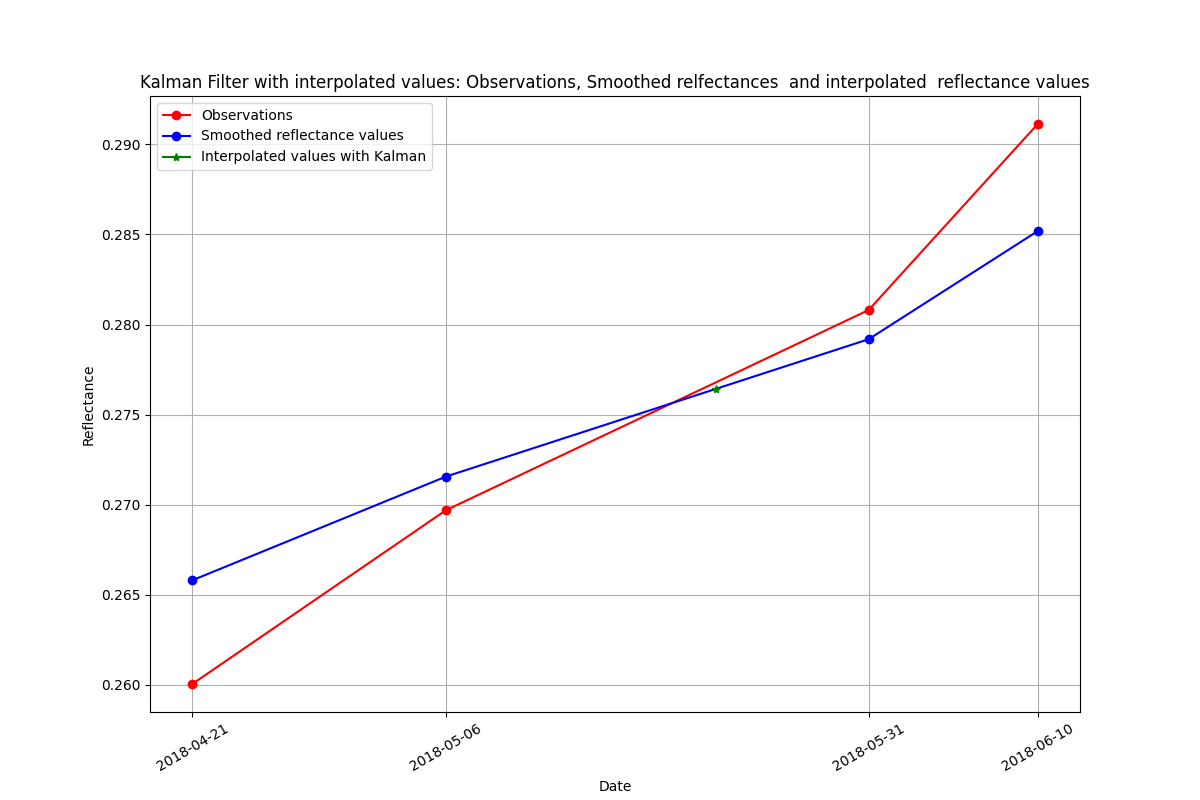 Kalman Filter with interpolated values: Observations, Smoothed relfectances  and interpolated  reflectance values
Observations
Smoothed reflectance values
Interpolated values with Kalman
0.290
0.285
0.280
0.275
0.270
0.265
0.260
Reflectance
2018-04-21
2018-05-06
2018-05-31
2018-06-10
Date